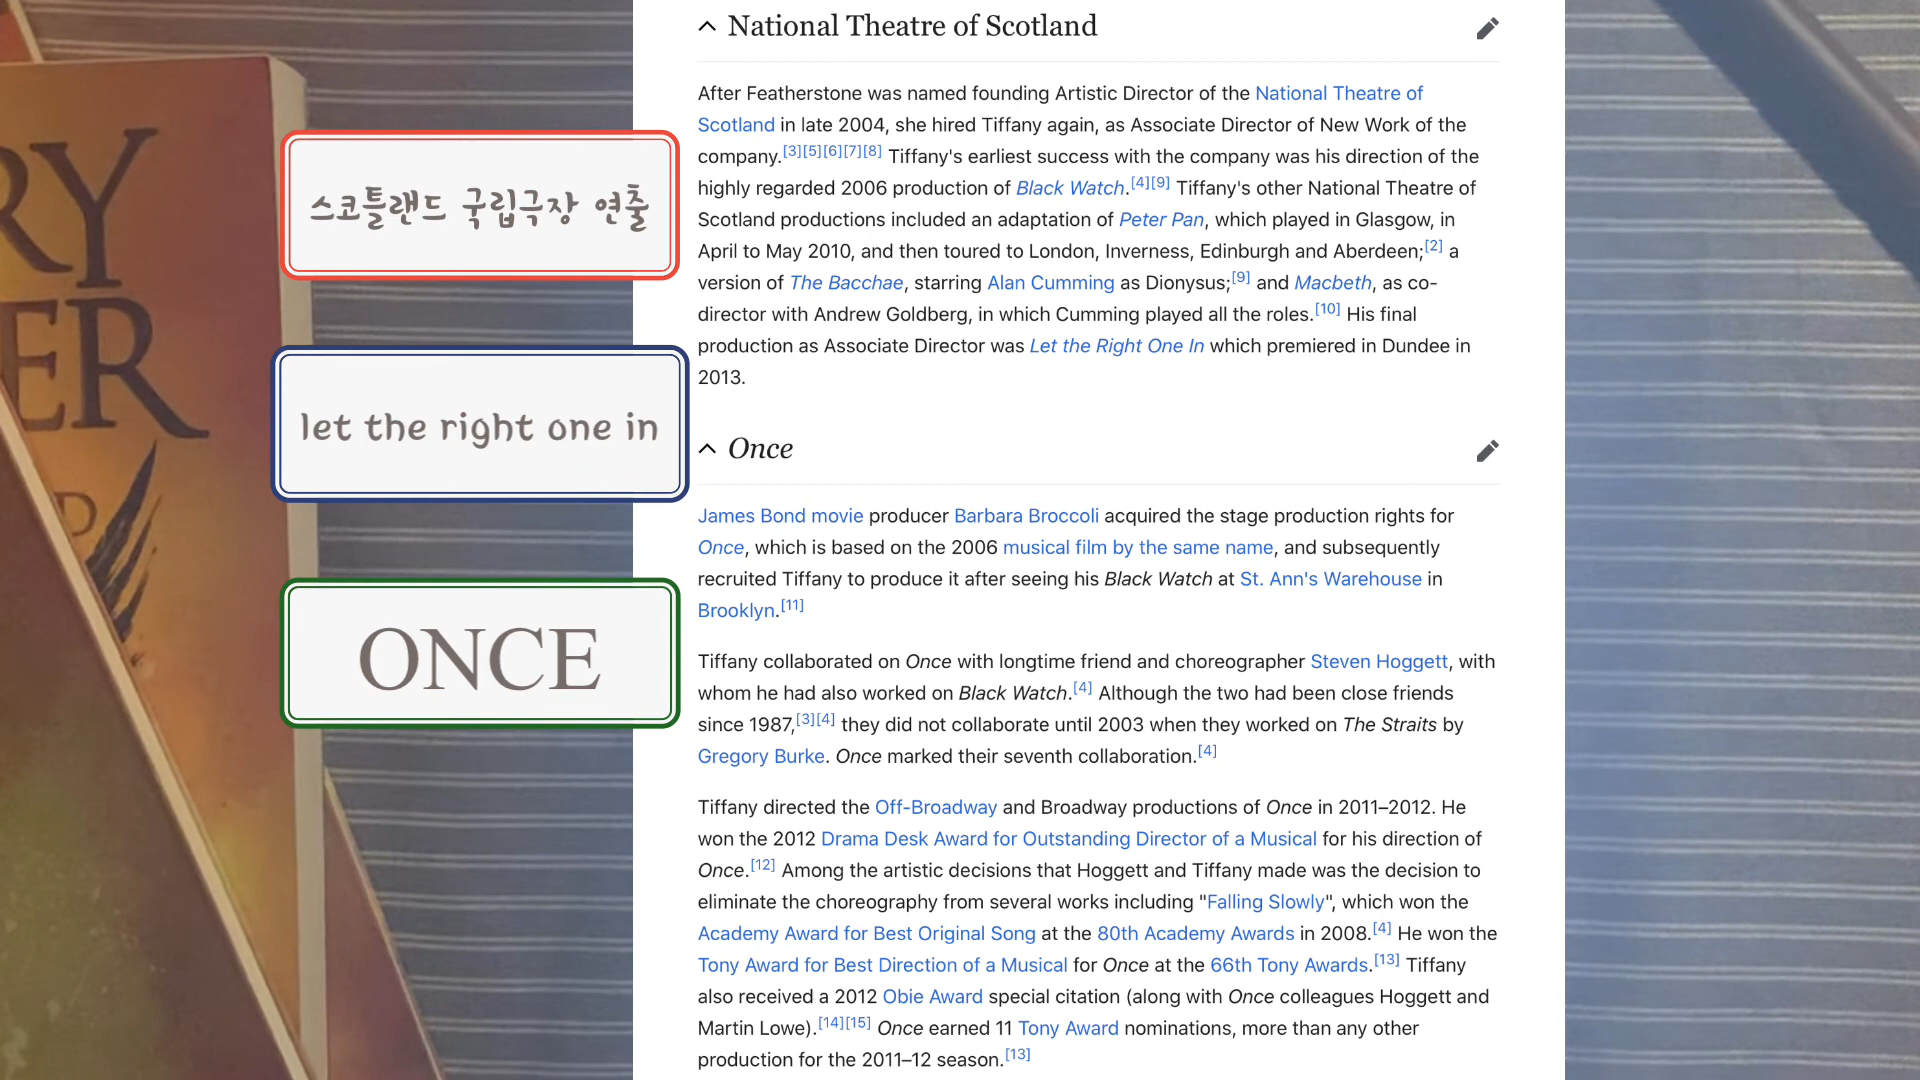 RY
ER
D
스코틀랜드 국립극장 연출
let the right one in
ONCE
National Theatre of Scotland
After Featherstone was named founding Artistic Director of the National Theatre of
Scotland in late 2004, she hired Tiffany again, as Associate Director of New Work of the
company.[3][5][6][7][8] Tiffany's earliest success with the company was his direction of the
highly regarded 2006 production of Black Watch.[4][9] Tiffany's other National Theatre of
Scotland productions included an adaptation of Peter Pan, which played in Glasgow, in
April to May 2010, and then toured to London, Inverness, Edinburgh and Aberdeen;[2] a
version of The Bacchae, starring Alan Cumming as Dionysus;[9] and Macbeth, as co-
director with Andrew Goldberg, in which Cumming played all the roles.[10] His final
production as Associate Director was Let the Right One In which premiered in Dundee in
2013.
Once
James Bond movie producer Barbara Broccoli acquired the stage production rights for
Once, which is based on the 2006 musical film by the same name, and subsequently
recruited Tiffany to produce it after seeing his Black Watch at St. Ann's Warehouse in
Brooklyn.[11]
Tiffany collaborated on Once with longtime friend and choreographer Steven Hoggett, with
whom he had also worked on Black Watch.[4] Although the two had been close friends
since 1987,[3][4] they did not collaborate until 2003 when they worked on The Straits by
Gregory Burke. Once marked their seventh collaboration.[4]
Tiffany directed the Off-Broadway and Broadway productions of Once in 2011–2012. He
won the 2012 Drama Desk Award for Outstanding Director of a Musical for his direction of
Once.[12] Among the artistic decisions that Hoggett and Tiffany made was the decision to
eliminate the choreography from several works including "Falling Slowly", which won the
Academy Award for Best Original Song at the 80th Academy Awards in 2008.[4] He won the
Tony Award for Best Direction of a Musical for Once at the 66th Tony Awards.[13] Tiffany
also received a 2012 Obie Award special citation (along with Once colleagues Hoggett and
Martin Lowe).[14][15] Once earned 11 Tony Award nominations, more than any other
production for the 2011–12 season.[13]